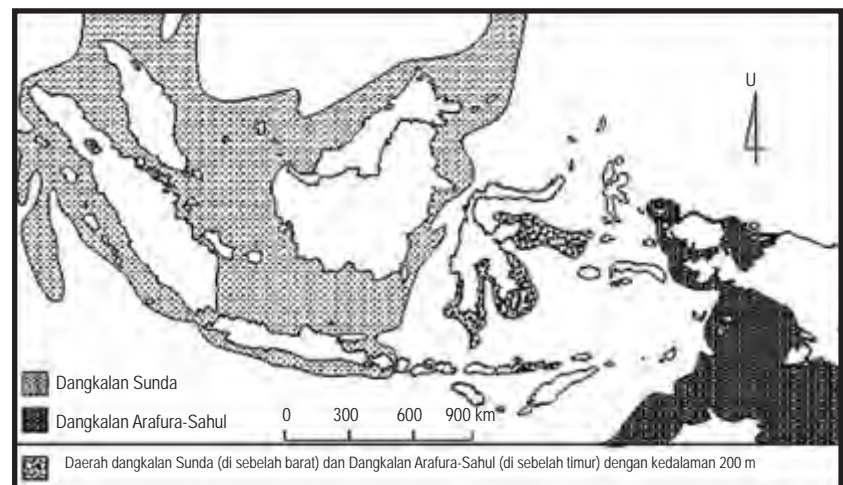 U
Dangkalan Sunda
Dangkalan Arafura-Sahul
0 300 600 900 km
Daerah dangkalan Sunda (di sebelah barat) dan Dangkalan Arafura-Sahul (di sebelah timur) dengan kedalaman 200 m